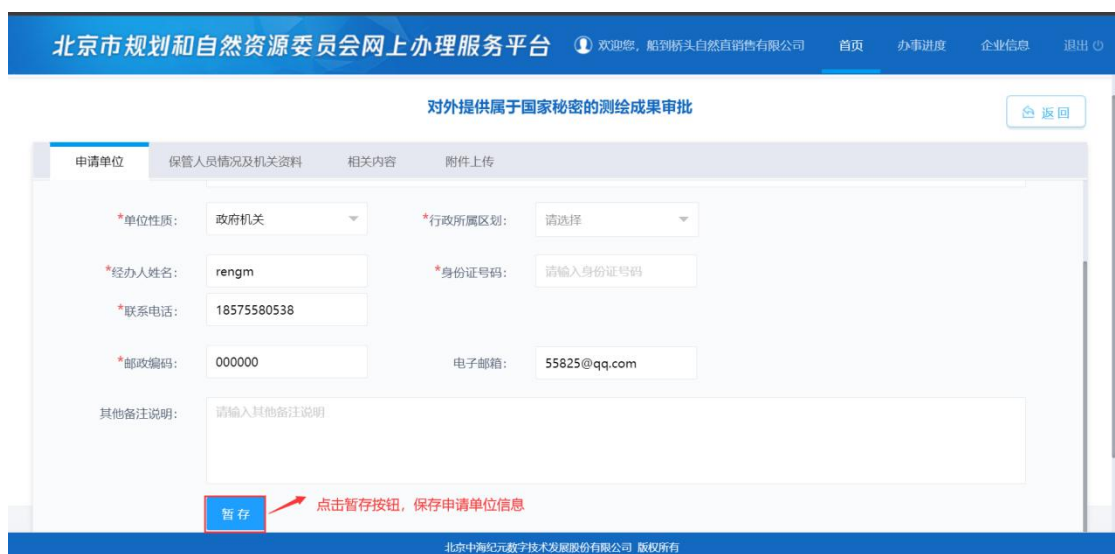 北京市规划和自然资源委员会网上办理服务平台 欢迎您，船到桥头自然直销售有限公司 首页 办事进度 企业信息 退出
对外提供属于国家秘密的测绘成果审批 返回
申请单位 保管人员情况及机关资料 相关内容 附件上传
*单位性质： 政府机关 *行政所属区划： 请选择
*经办人姓名： rengm *身份证号码： 请输入身份证号码
*联系电话： 18575580538
*邮政编码： 000000 电子邮箱： 55825@qq.com
其他备注说明： 请输入其他备注说明
暂存 点击暂存按钮，保存申请单位信息
北京中海纪元数字技术发展股份有限公司 版权所有